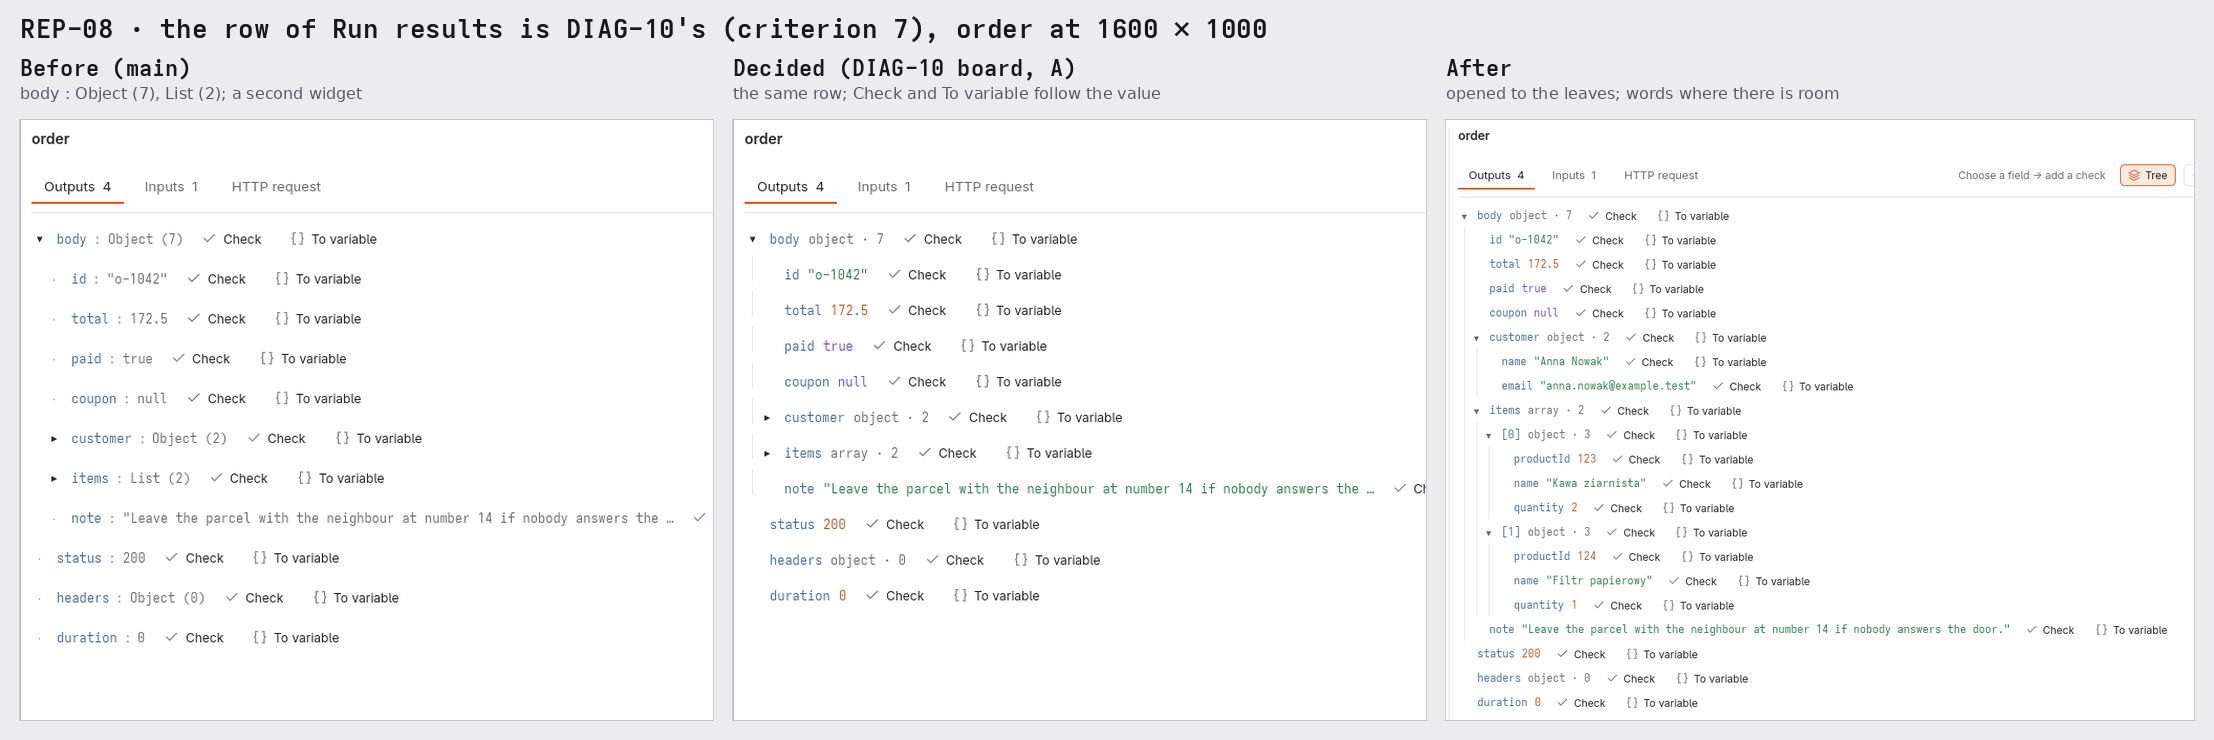 REP-08 · the row of Run results is DIAG-10's (criterion 7), order at 1600 × 1000
Before (main)
body : Object (7), List (2); a second widget
order
Outputs 4 Inputs 1 HTTP request
▾ body : Object (7) ✓ Check {} To variable
· id : "o-1042" ✓ Check {} To variable
· total : 172.5 ✓ Check {} To variable
· paid : true ✓ Check {} To variable
· coupon : null ✓ Check {} To variable
▸ customer : Object (2) ✓ Check {} To variable
▸ items : List (2) ✓ Check {} To variable
· note : "Leave the parcel with the neighbour at number 14 if nobody answers the … ✓
· status : 200 ✓ Check {} To variable
· headers : Object (0) ✓ Check {} To variable
· duration : 0 ✓ Check {} To variable
Decided (DIAG-10 board, A)
the same row; Check and To variable follow the value
order
Outputs 4 Inputs 1 HTTP request
▾ body object · 7 ✓ Check {} To variable
id "o-1042" ✓ Check {} To variable
total 172.5 ✓ Check {} To variable
paid true ✓ Check {} To variable
coupon null ✓ Check {} To variable
▸ customer object · 2 ✓ Check {} To variable
▸ items array · 2 ✓ Check {} To variable
note "Leave the parcel with the neighbour at number 14 if nobody answers the … ✓ Ch
status 200 ✓ Check {} To variable
headers object · 0 ✓ Check {} To variable
duration 0 ✓ Check {} To variable
After
opened to the leaves; words where there is room
order
Outputs 4 Inputs 1 HTTP request Choose a field → add a check Tree
▾ body object · 7 ✓ Check {} To variable
id "o-1042" ✓ Check {} To variable
total 172.5 ✓ Check {} To variable
paid true ✓ Check {} To variable
coupon null ✓ Check {} To variable
▾ customer object · 2 ✓ Check {} To variable
name "Anna Nowak" ✓ Check {} To variable
email "anna.nowak@example.test" ✓ Check {} To variable
▾ items array · 2 ✓ Check {} To variable
▾ [0] object · 3 ✓ Check {} To variable
productId 123 ✓ Check {} To variable
name "Kawa ziarnista" ✓ Check {} To variable
quantity 2 ✓ Check {} To variable
▾ [1] object · 3 ✓ Check {} To variable
productId 124 ✓ Check {} To variable
name "Filtr papierowy" ✓ Check {} To variable
quantity 1 ✓ Check {} To variable
note "Leave the parcel with the neighbour at number 14 if nobody answers the door." ✓ Check {} To variable
status 200 ✓ Check {} To variable
headers object · 0 ✓ Check {} To variable
duration 0 ✓ Check {} To variable